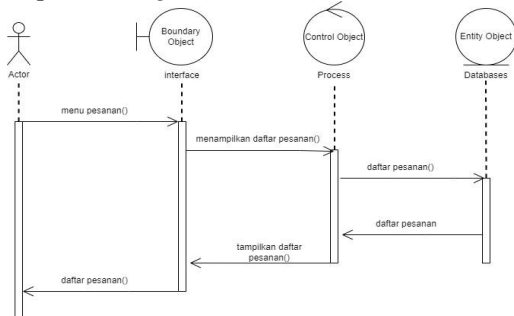 Boundary
Object
Control Object
Entity Object
Actor
interface
Process
Databases
menu pesanan()
menampilkan daftar pesanan()
daftar pesanan()
daftar pesanan
tampilkan daftar
pesanan()
daftar pesanan()